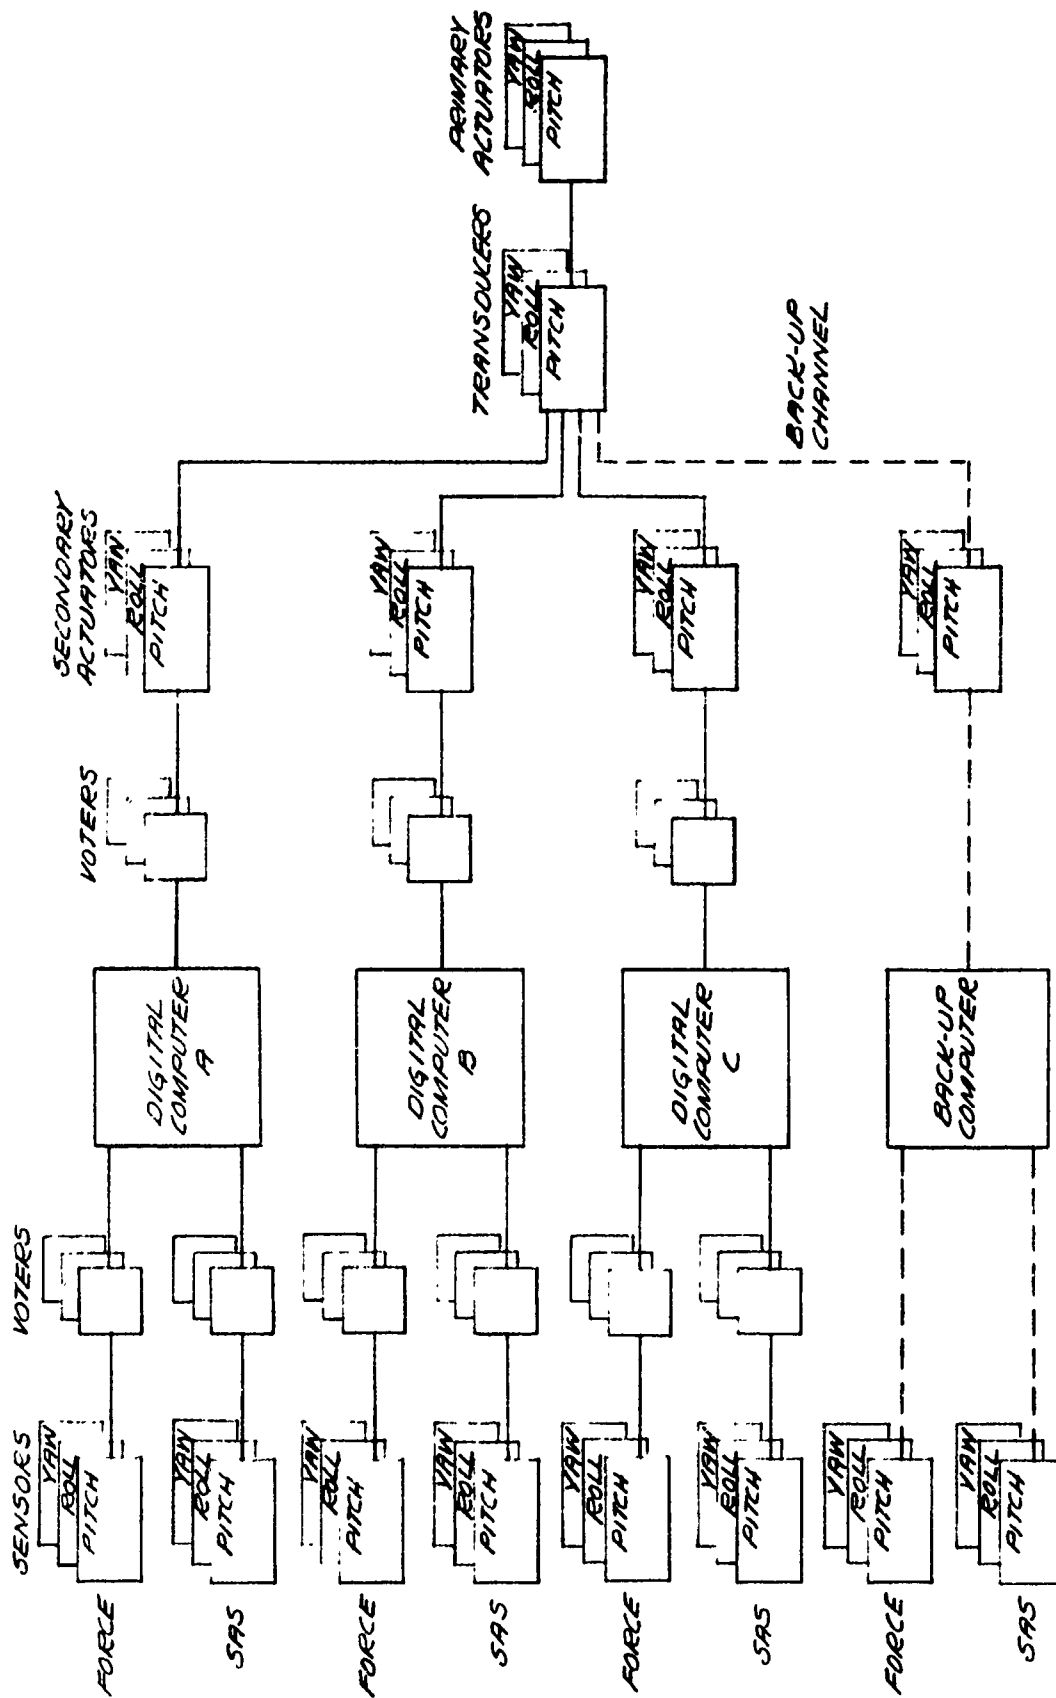 SENSORS
VOTERS
VOTERS
SECONDARY
ACTUATORS
TRANSDUCERS
PRIMARY
ACTUATORS
FORCE
YAW
ROLL
PITCH
SAS
YAW
ROLL
PITCH
DIGITAL
COMPUTER
A
YAW
ROLL
PITCH
FORCE
YAW
ROLL
PITCH
SAS
YAW
ROLL
PITCH
DIGITAL
COMPUTER
B
YAW
ROLL
PITCH
YAW
ROLL
PITCH
YAW
ROLL
PITCH
FORCE
YAW
ROLL
PITCH
SAS
YAW
ROLL
PITCH
DIGITAL
COMPUTER
C
YAW
ROLL
PITCH
BACK-UP
CHANNEL
FORCE
YAW
ROLL
PITCH
SAS
YAW
ROLL
PITCH
BACK-UP
COMPUTER
YAW
ROLL
PITCH